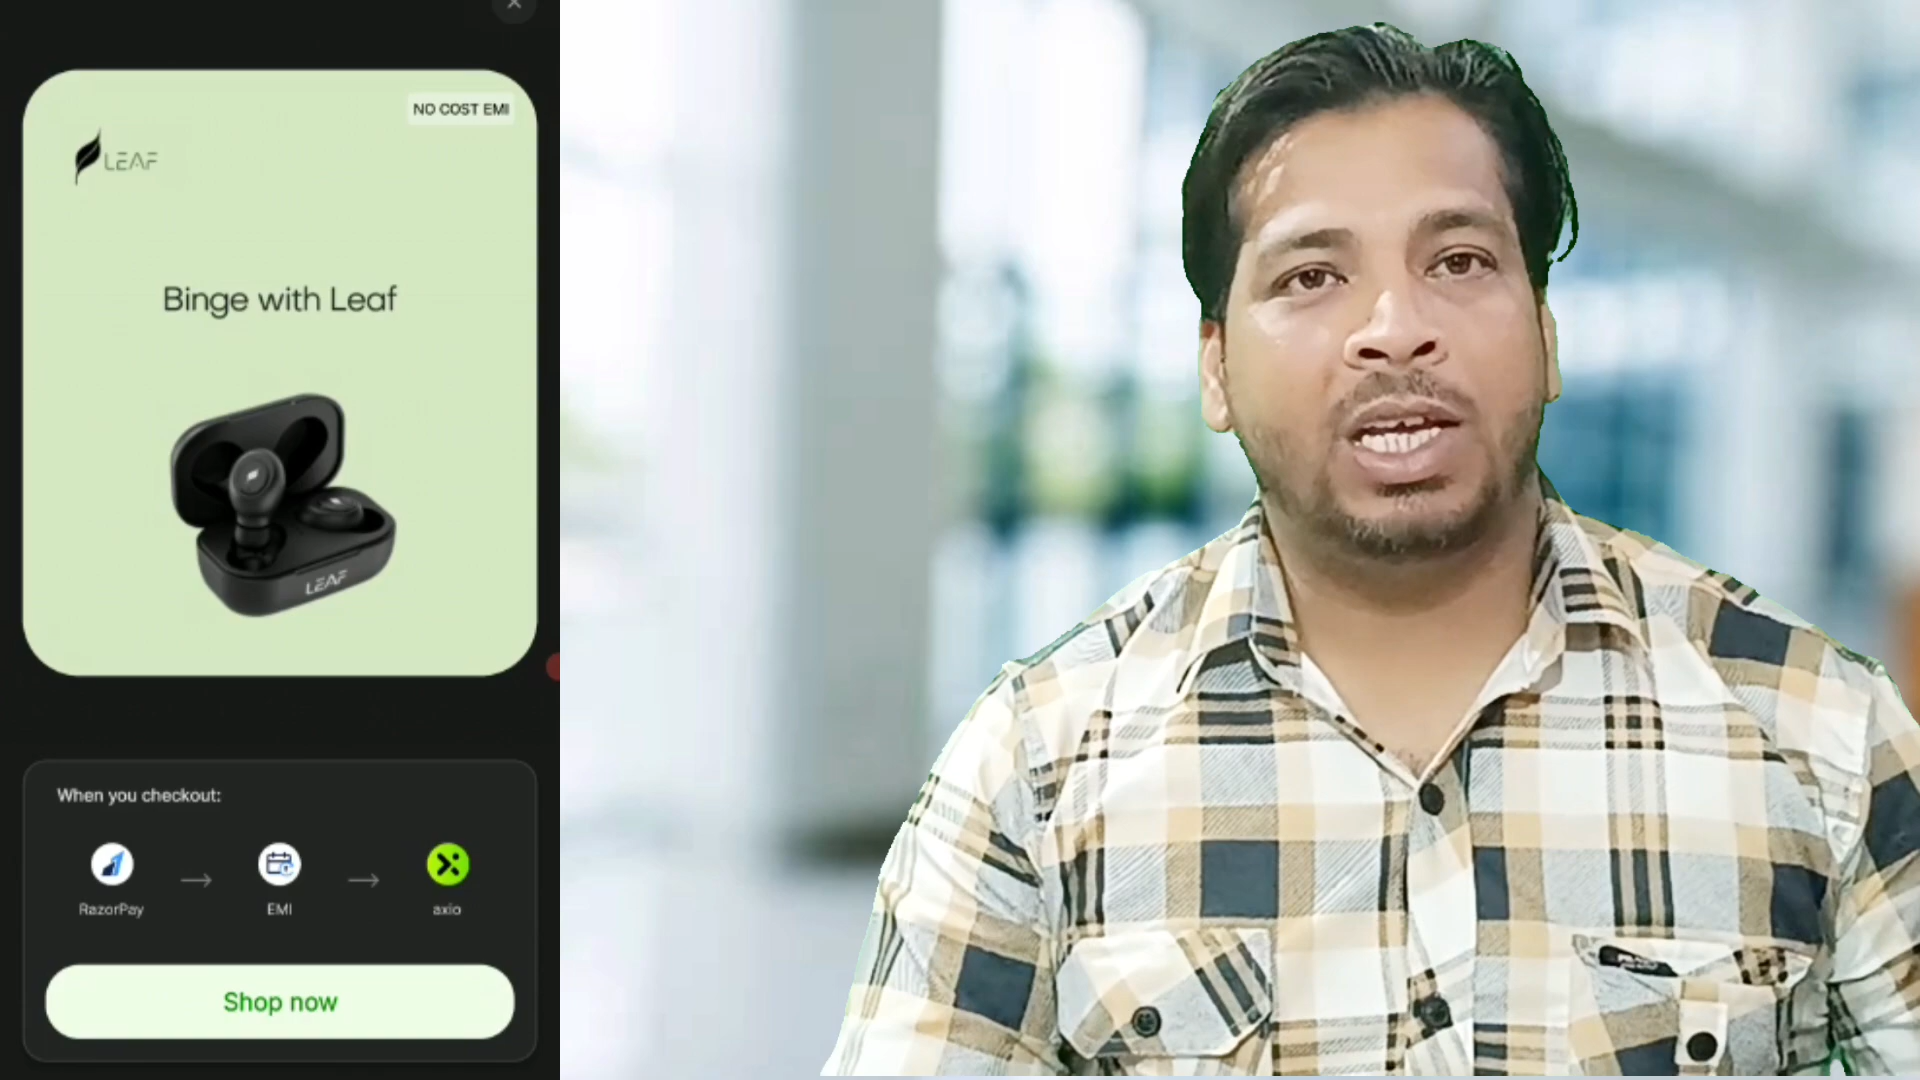 NO COST EMI
LEAF
Binge with Leaf
LEAF
When you checkout:
RazorPay
EMI
axio
Shop now